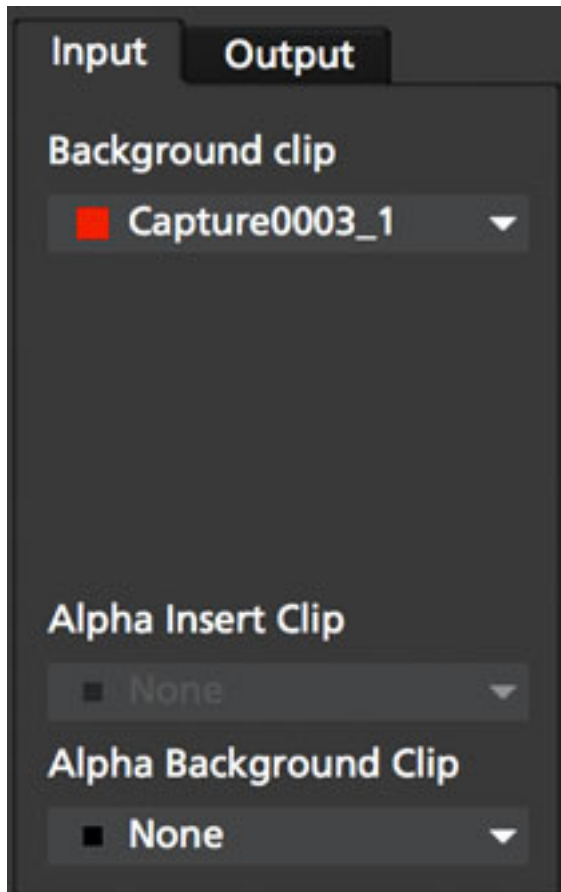 Input Output
Background clip
Capture0003_1
Alpha Insert Clip
None
Alpha Background Clip
None